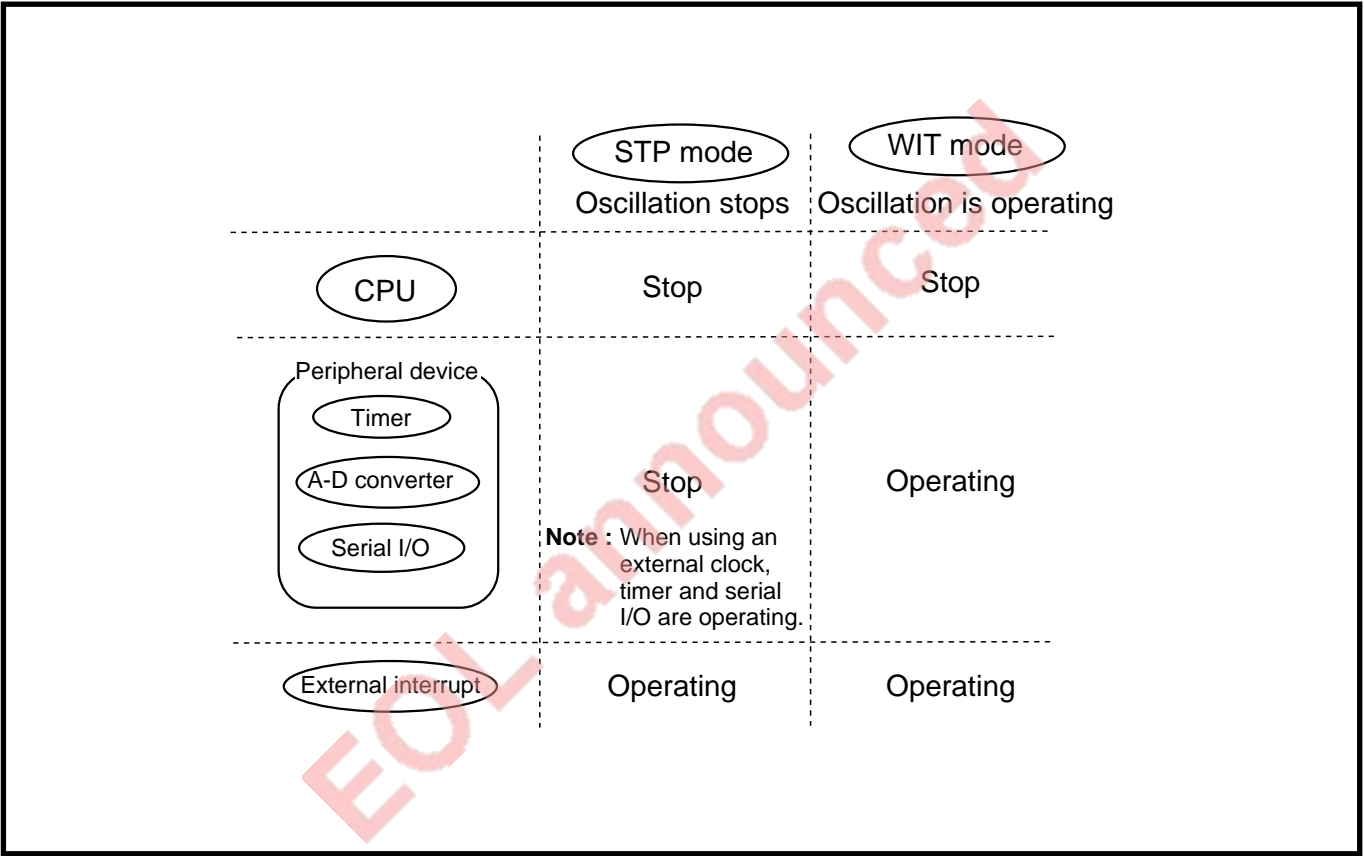 STP mode
WIT mode
Oscillation stops
Oscillation is operating
CPU
Stop
Stop
Peripheral device
Timer
A-D converter
Serial I/O
Stop
Note : When using an
external clock,
timer and serial
I/O are operating.
Operating
External interrupt
Operating
Operating
EOL announced